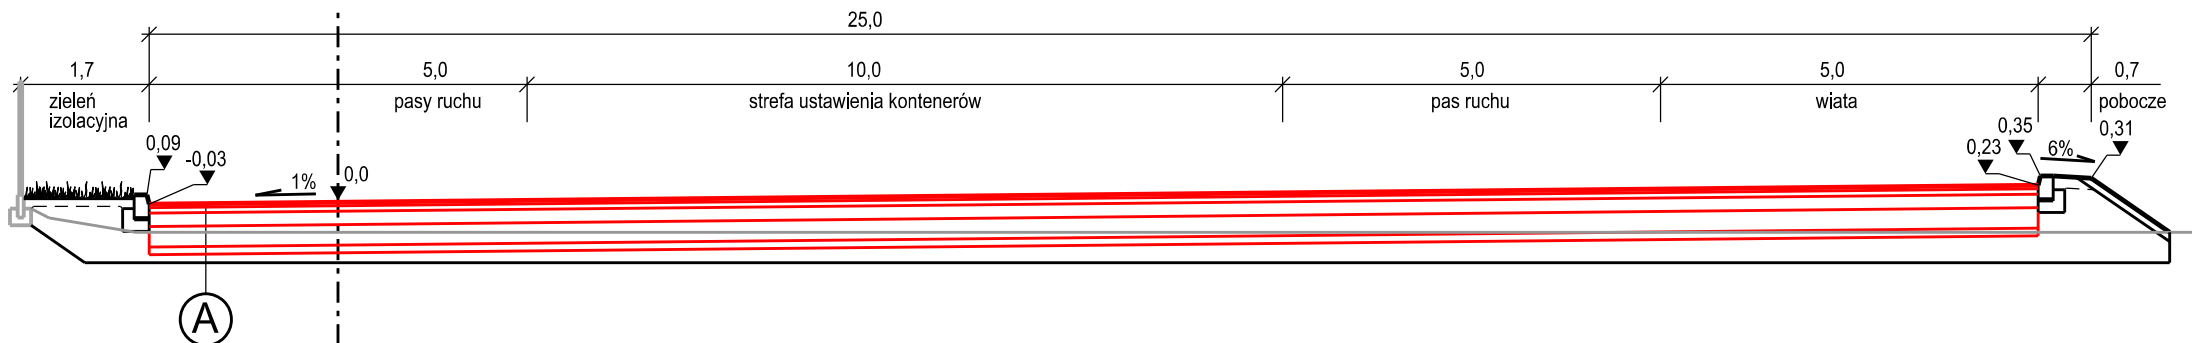 25,0
1,7 5,0 10,0 5,0 5,0 0,7
zieleń
izolacyjna
pasy ruchu strefa ustawienia kontenerów pas ruchu wiata pobocze
0,09 -0,03 1% 0,0 0,23 0,35 6% 0,31
A